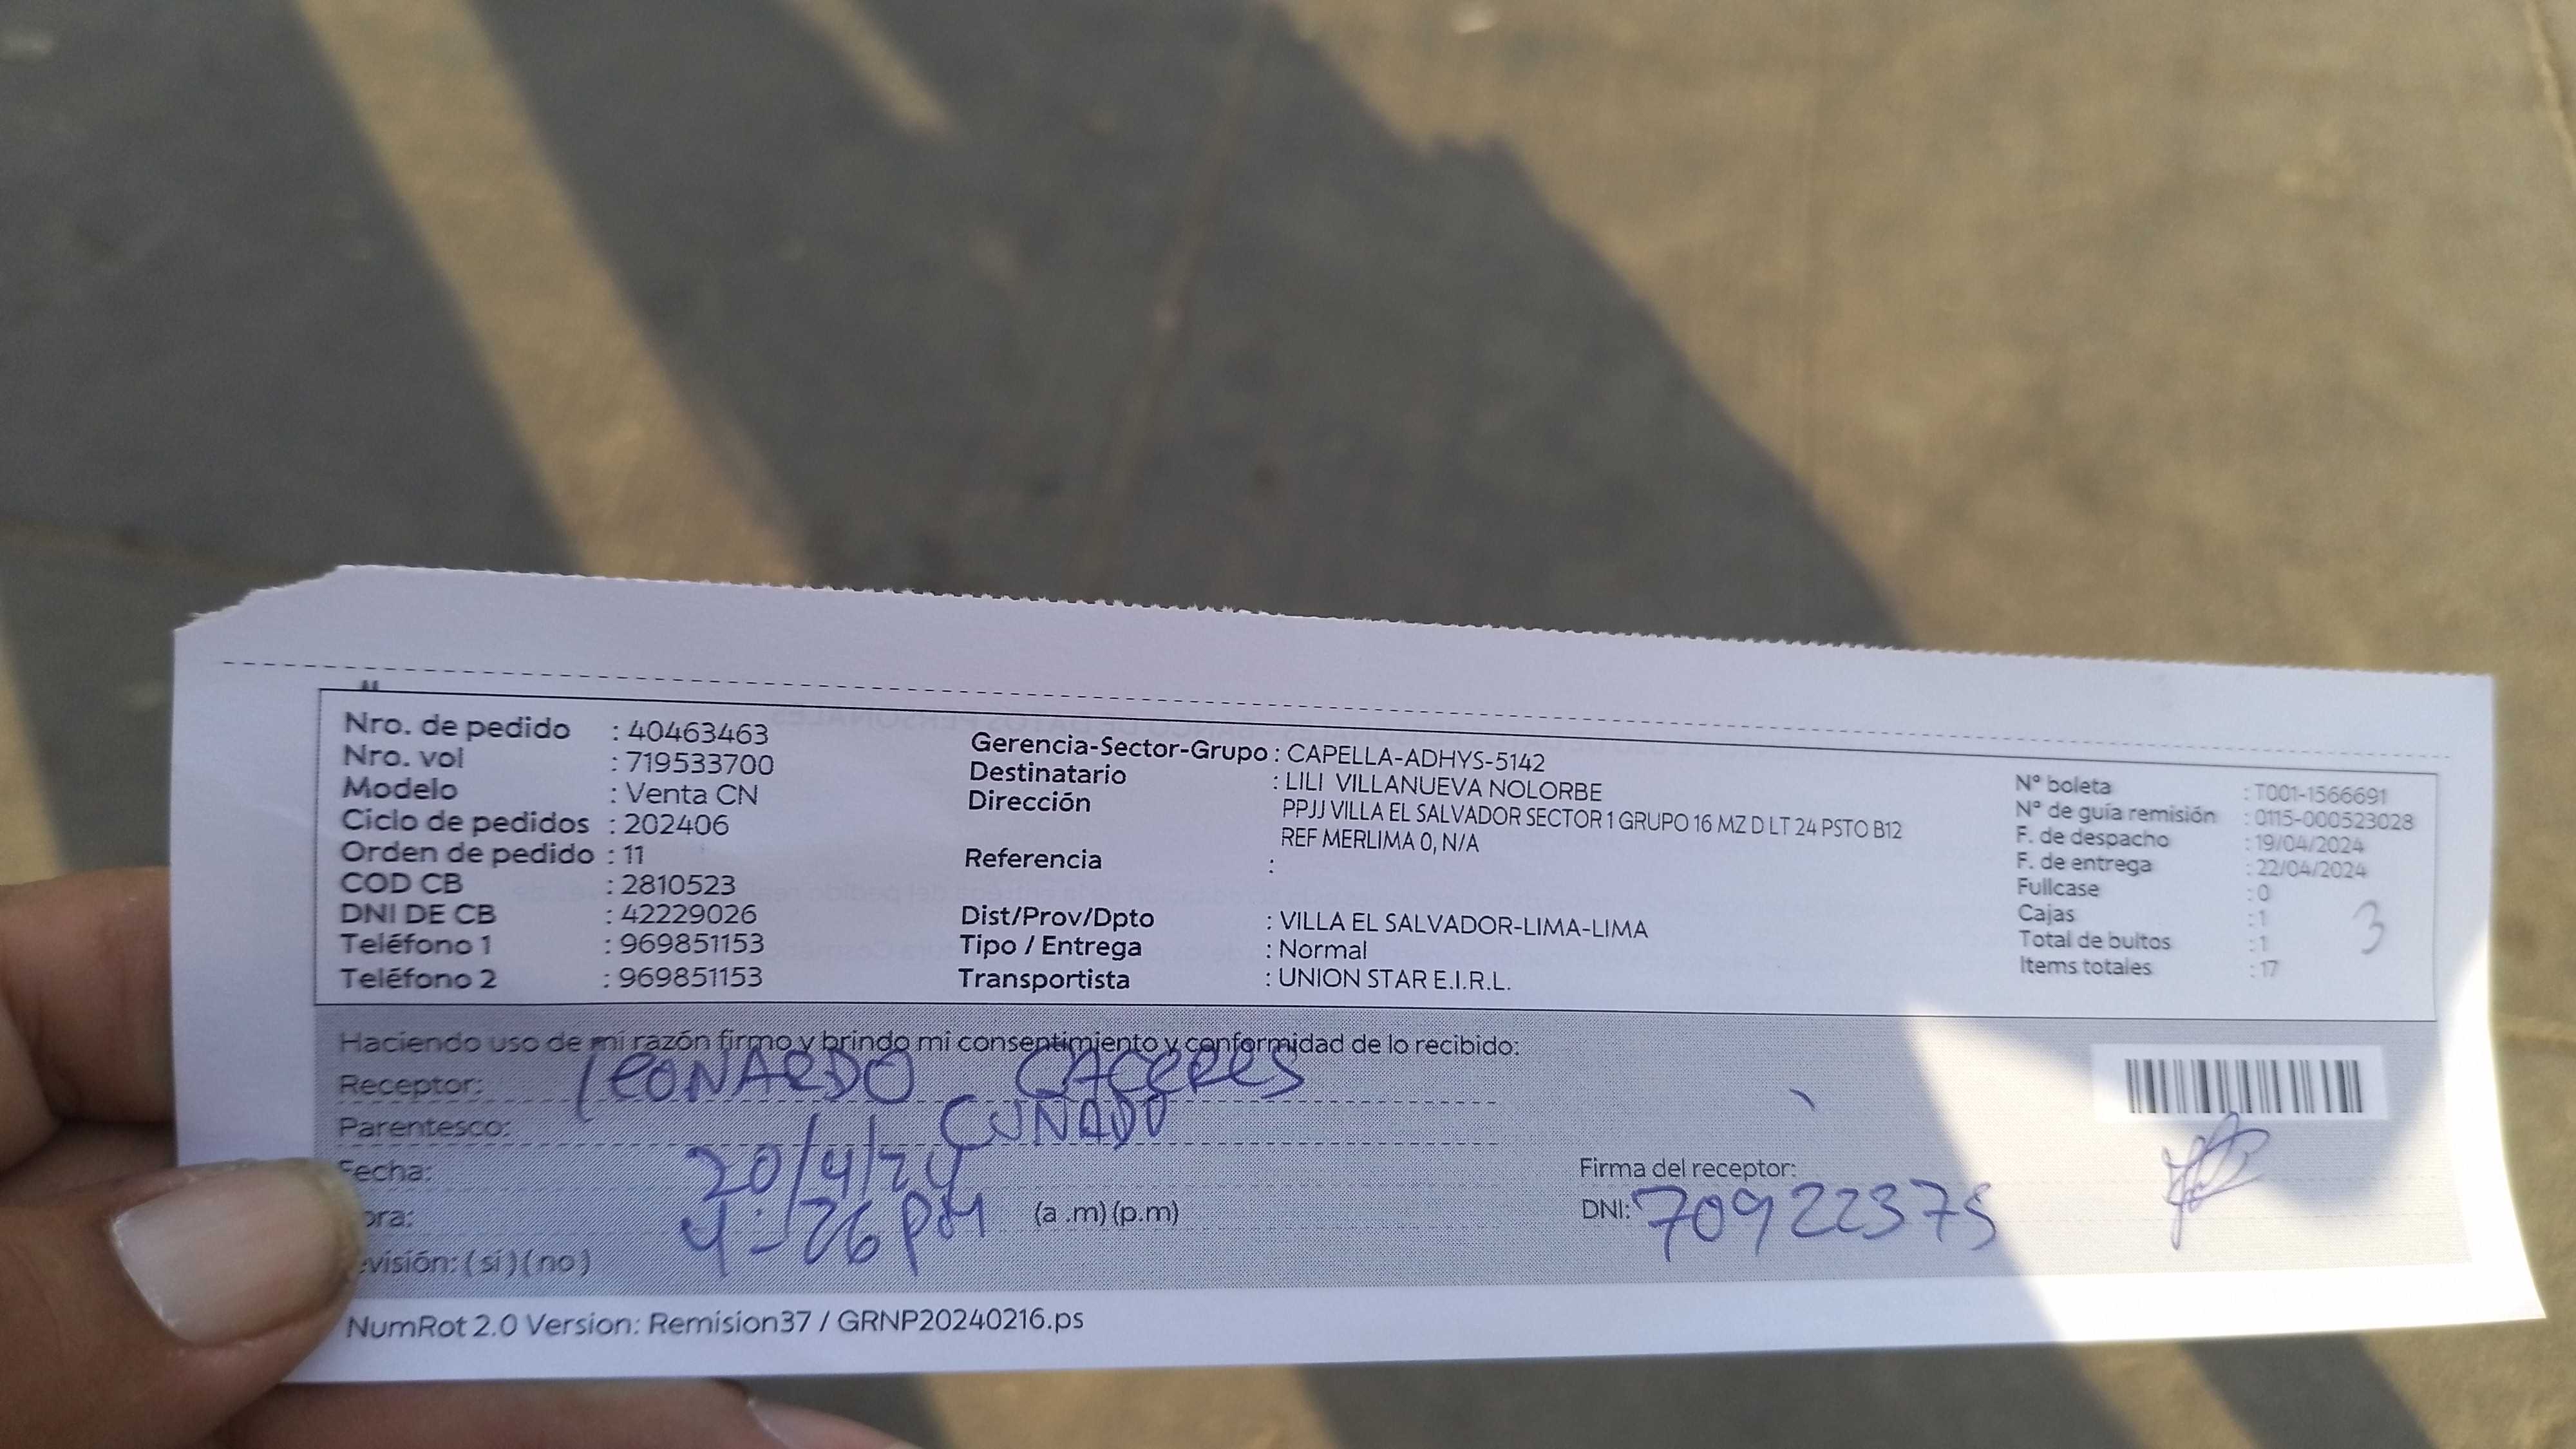 Nro. de pedido : 40463463
Nro. vol : 719533700
Modelo : Venta CN
Ciclo de pedidos : 202406
Orden de pedido : 11
COD CB : 2810523
DNI DE CB : 42229026
Teléfono 1 : 969851153
Teléfono 2 : 969851153
Gerencia-Sector-Grupo : CAPELLA-ADHYS-5142
Destinatario : LILI VILLANUEVA NOLORBE
Dirección PPJJ VILLA EL SALVADOR SECTOR 1 GRUPO 16 MZ D LT 24 PSTO B12
REF MERLIMA 0, N/A
Referencia :
Dist/Prov/Dpto : VILLA EL SALVADOR-LIMA-LIMA
Tipo / Entrega : Normal
Transportista : UNION STAR E.I.R.L.
N° boleta : T001-1566691
N° de guía remisión : 0115-000523028
F. de despacho : 19/04/2024
F. de entrega : 22/04/2024
Fullcase : 0
Cajas : 1
Total de bultos : 1
Items totales : 17
3
Haciendo uso de mi razón firmo y brindo mi consentimiento y conformidad de lo recibido:
Receptor: LEONARDO CACERES
Parentesco: CUNADO
Fecha: 20/4/24
ora: 4:26 PM (a .m) (p.m)
evisión: ( si ) ( no )
Firma del receptor:
DNI: 70922375
NumRot 2.0 Version: Remision37 / GRNP20240216.ps